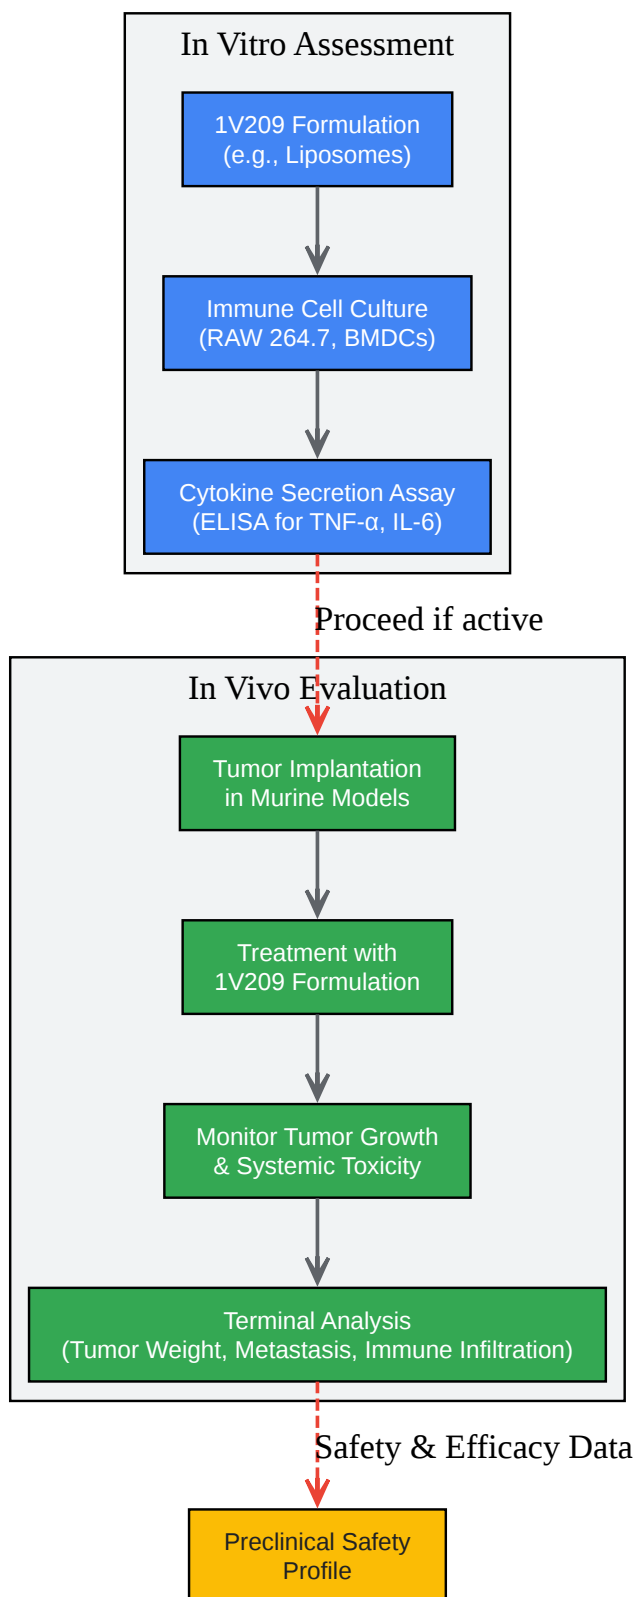 In Vitro Assessment
1V209 Formulation
(e.g., Liposomes)
Immune Cell Culture
(RAW 264.7, BMDCs)
Cytokine Secretion Assay
(ELISA for TNF-α, IL-6)
Proceed if active
In Vivo Evaluation
Tumor Implantation
in Murine Models
Treatment with
1V209 Formulation
Monitor Tumor Growth
& Systemic Toxicity
Terminal Analysis
(Tumor Weight, Metastasis, Immune Infiltration)
Safety & Efficacy Data
Preclinical Safety
Profile